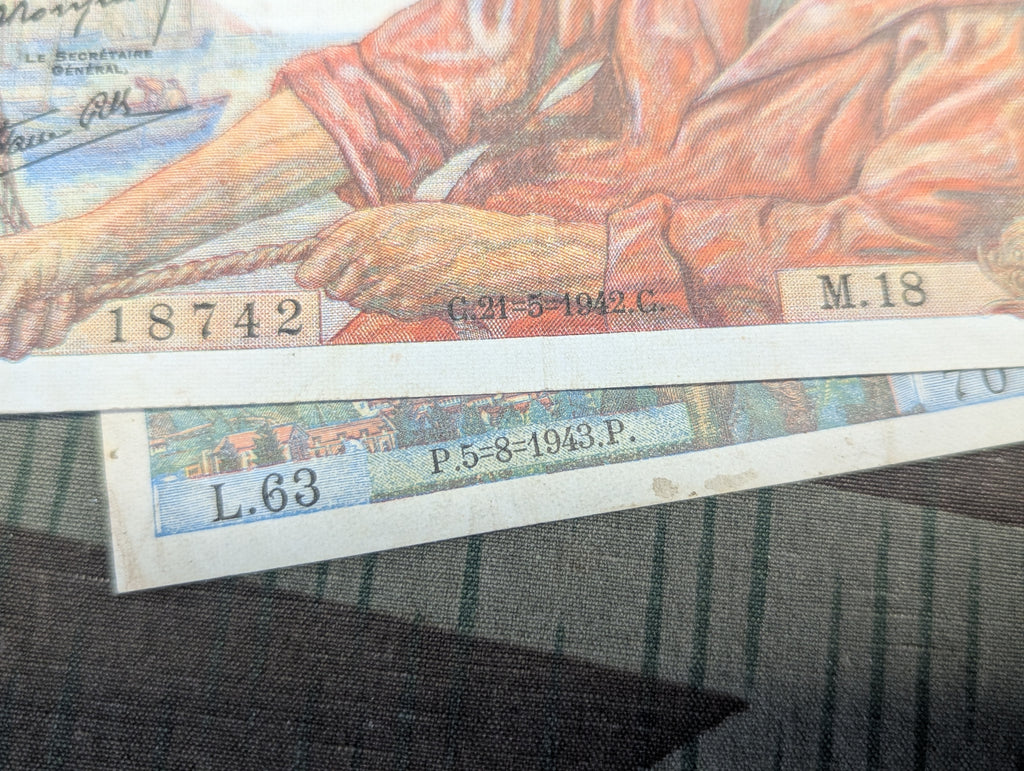 LE SECRÉTAIRE
GÉNÉRAL,
18742
C.21=5=1942.C.
M.18
L.63
P.5=8=1943.P.